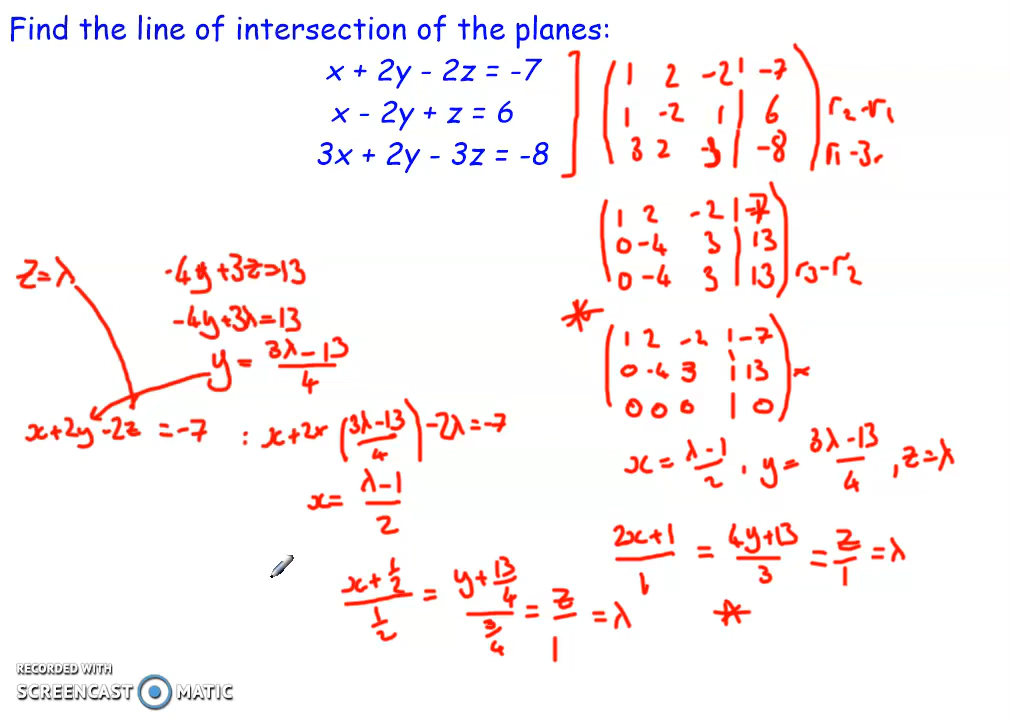 Find the line of intersection of the planes:
x + 2y - 2z = -7
x - 2y + z = 6
3x + 2y - 3z = -8
1 2 -2 | -7
1 -2 1 | 6 r₂-r₁
3 2 -3 | -8 r₁-3r
1 2 -2 | -7
0 -4 3 | 13
0 -4 3 | 13 r₃-r₂
*
1 2 -2 | -7
0 -4 3 | 13 *
0 0 0 | 0
z=λ
-4y+3z=13
-4y+3λ=13
y = (3λ-13)/4
x+2y-2z = -7 : x+2x((3λ-13)/4)-2λ=-7
x = (λ-1)/2
x = (λ-1)/2, y = (3λ-13)/4, z=λ
(2x+1)/1 = (4y+13)/3 = z/1 = λ
*
(x+1/2)/(1/2) = (y+13/4)/(3/4) = z/1 = λ
RECORDED WITH
SCREENCAST MATIC